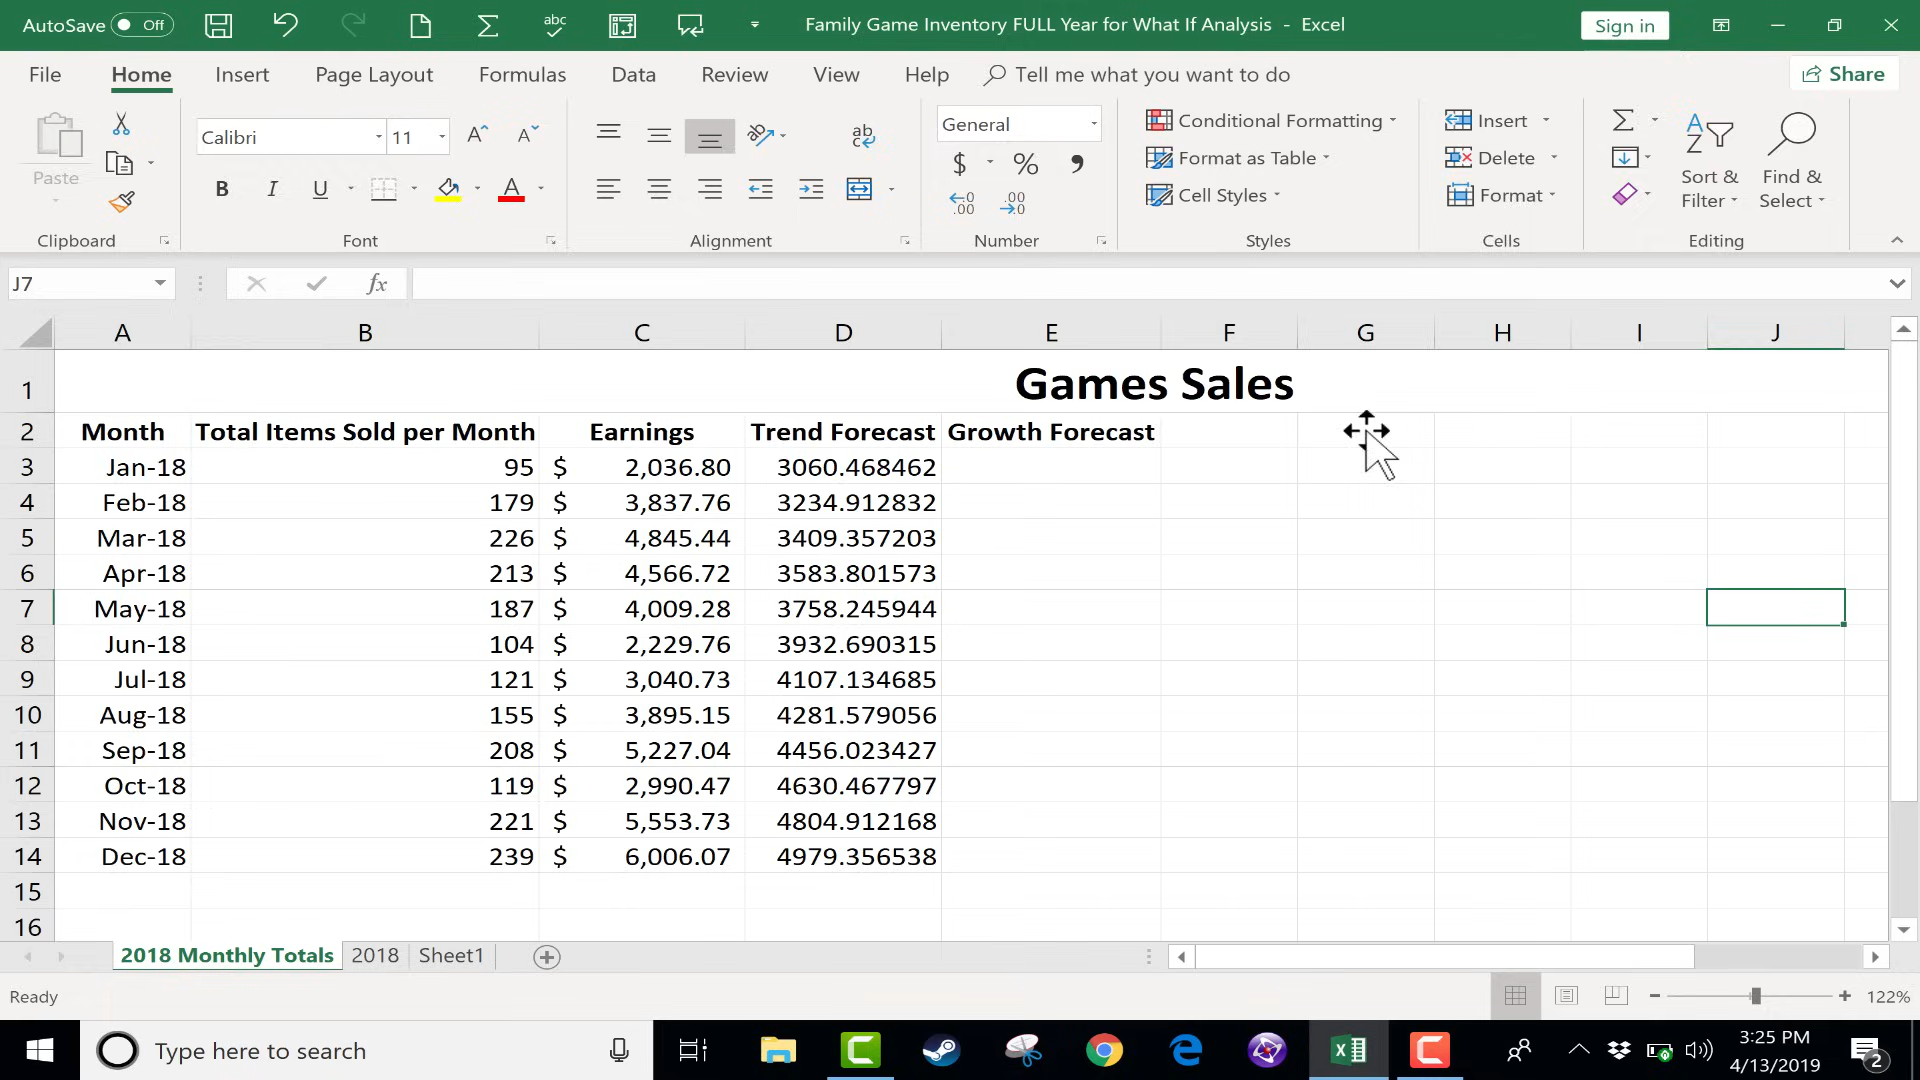 AutoSave Off abc Family Game Inventory FULL Year for What If Analysis - Excel Sign in
File Home Insert Page Layout Formulas Data Review View Help Tell me what you want to do Share
Paste Calibri 11 A A ab c General Conditional Formatting Insert Σ A Z
B I U A $ % , Format as Table Delete Sort & Filter Find & Select
←0 .00 .00 →0 Cell Styles Format
Clipboard Font Alignment Number Styles Cells Editing
J7 fx
A B C D E F G H I J
1 Games Sales
2 Month Total Items Sold per Month Earnings Trend Forecast Growth Forecast
3 Jan-18 95 $ 2,036.80 3060.468462
4 Feb-18 179 $ 3,837.76 3234.912832
5 Mar-18 226 $ 4,845.44 3409.357203
6 Apr-18 213 $ 4,566.72 3583.801573
7 May-18 187 $ 4,009.28 3758.245944
8 Jun-18 104 $ 2,229.76 3932.690315
9 Jul-18 121 $ 3,040.73 4107.134685
10 Aug-18 155 $ 3,895.15 4281.579056
11 Sep-18 208 $ 5,227.04 4456.023427
12 Oct-18 119 $ 2,990.47 4630.467797
13 Nov-18 221 $ 5,553.73 4804.912168
14 Dec-18 239 $ 6,006.07 4979.356538
15
16
2018 Monthly Totals 2018 Sheet1
Ready 122%
Type here to search 3:25 PM
4/13/2019 2